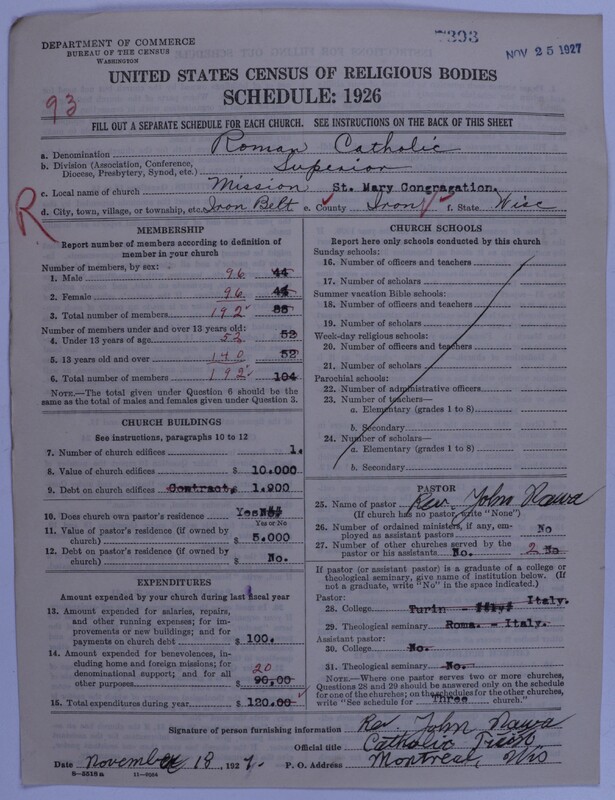 DEPARTMENT OF COMMERCE
BUREAU OF THE CENSUS
WASHINGTON
7393
NOV 25 1927
UNITED STATES CENSUS OF RELIGIOUS BODIES
SCHEDULE: 1926
93
FILL OUT A SEPARATE SCHEDULE FOR EACH CHURCH. SEE INSTRUCTIONS ON THE BACK OF THIS SHEET
a. Denomination Roman Catholic
b. Division (Association, Conference, Diocese, Presbytery, Synod, etc.) Superior
c. Local name of church Mission St. Mary Congragation.
R
d. City, town, village, or township, etc. Iron Belt e. County Iron f. State Wisc
MEMBERSHIP
Report number of members according to definition of member in your church
Number of members, by sex:
1. Male 96 44
2. Female 96 44
3. Total number of members 192 88
Number of members under and over 13 years old:
4. Under 13 years of age 52 52
5. 13 years old and over 140 52
6. Total number of members 192 104
NOTE.—The total given under Question 6 should be the same as the total of males and females given under Question 3.
CHURCH BUILDINGS
See instructions, paragraphs 10 to 12
7. Number of church edifices 1.
8. Value of church edifices $ 10.000
9. Debt on church edifices Contract, $ 1.900
10. Does church own pastor's residence Yes
Yes or No
11. Value of pastor's residence (if owned by church) $ 5.000
12. Debt on pastor's residence (if owned by church) $ No.
EXPENDITURES
Amount expended by your church during last fiscal year
13. Amount expended for salaries, repairs, and other running expenses; for improvements or new buildings; and for payments on church debt $ 100.
14. Amount expended for benevolences, including home and foreign missions; for denominational support; and for all other purposes $ 20 96,00
15. Total expenditures during year $ 120.00
CHURCH SCHOOLS
Report here only schools conducted by this church
Sunday schools:
16. Number of officers and teachers
17. Number of scholars
Summer vacation Bible schools:
18. Number of officers and teachers
19. Number of scholars
Week-day religious schools:
20. Number of officers and teachers
21. Number of scholars
Parochial schools:
22. Number of administrative officers
23. Number of teachers—
a. Elementary (grades 1 to 8)
b. Secondary
24. Number of scholars—
a. Elementary (grades 1 to 8)
b. Secondary
PASTOR
25. Name of pastor Rev. John Nawa
(If church has no pastor, write "None")
26. Number of ordained ministers, if any, employed as assistant pastors No
27. Number of other churches served by the pastor or his assistants No. 2 No
If pastor (or assistant pastor) is a graduate of a college or theological seminary, give name of institution below. (If not a graduate, write "No" in the space indicated.)
Pastor:
28. College Turin - Italy.
29. Theological seminary Roma. - Italy.
Assistant pastor:
30. College No.
31. Theological seminary No.
NOTE.—Where one pastor serves two or more churches, Questions 28 and 29 should be answered only on the schedule for one of the churches; on the schedules for the other churches, write "See schedule for Three church."
Signature of person furnishing information Rev John Nawa
Official title Catholic
Date November 18, 1927. P. O. Address Montreal, Wis
8-5518a 11-9034